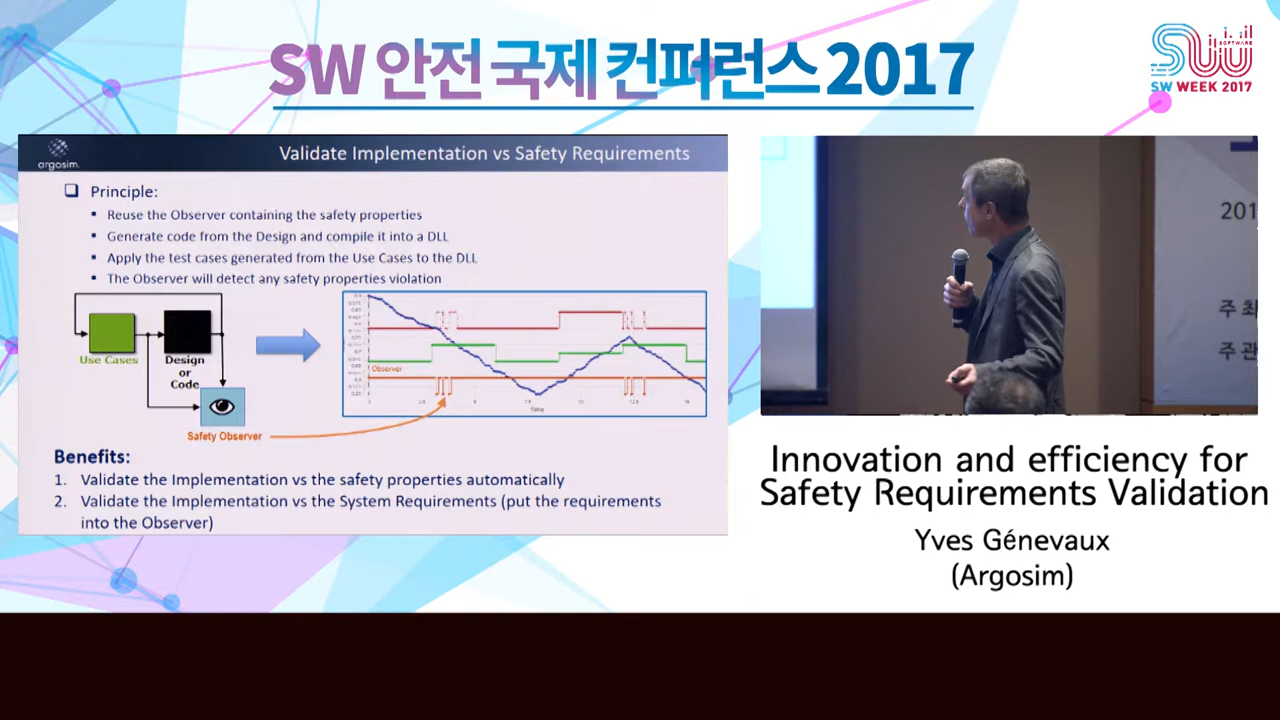 SW 안전 국제 컨퍼런스 2017
SOFTWARE
SW WEEK 2017
argosim
Validate Implementation vs Safety Requirements
Principle:
Reuse the Observer containing the safety properties
Generate code from the Design and compile it into a DLL
Apply the test cases generated from the Use Cases to the DLL
The Observer will detect any safety properties violation
Use Cases
Design
or
Code
Safety Observer
Observer
Time
Benefits:
1. Validate the Implementation vs the safety properties automatically
2. Validate the Implementation vs the System Requirements (put the requirements
into the Observer)
201
주 최
주 관
Innovation and efficiency for
Safety Requirements Validation
Yves Génevaux
(Argosim)